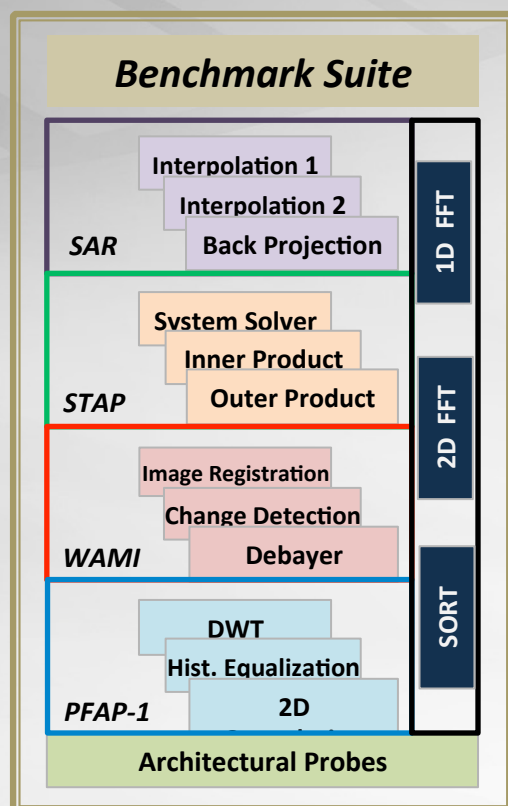 Benchmark Suite
Interpolation 1
Interpolation 2
Back Projection
SAR
System Solver
Inner Product
Outer Product
STAP
Image Registration
Change Detection
Debayer
WAMI
DWT
Hist. Equalization
2D
PFAP-1
1D FFT
2D FFT
SORT
Architectural Probes